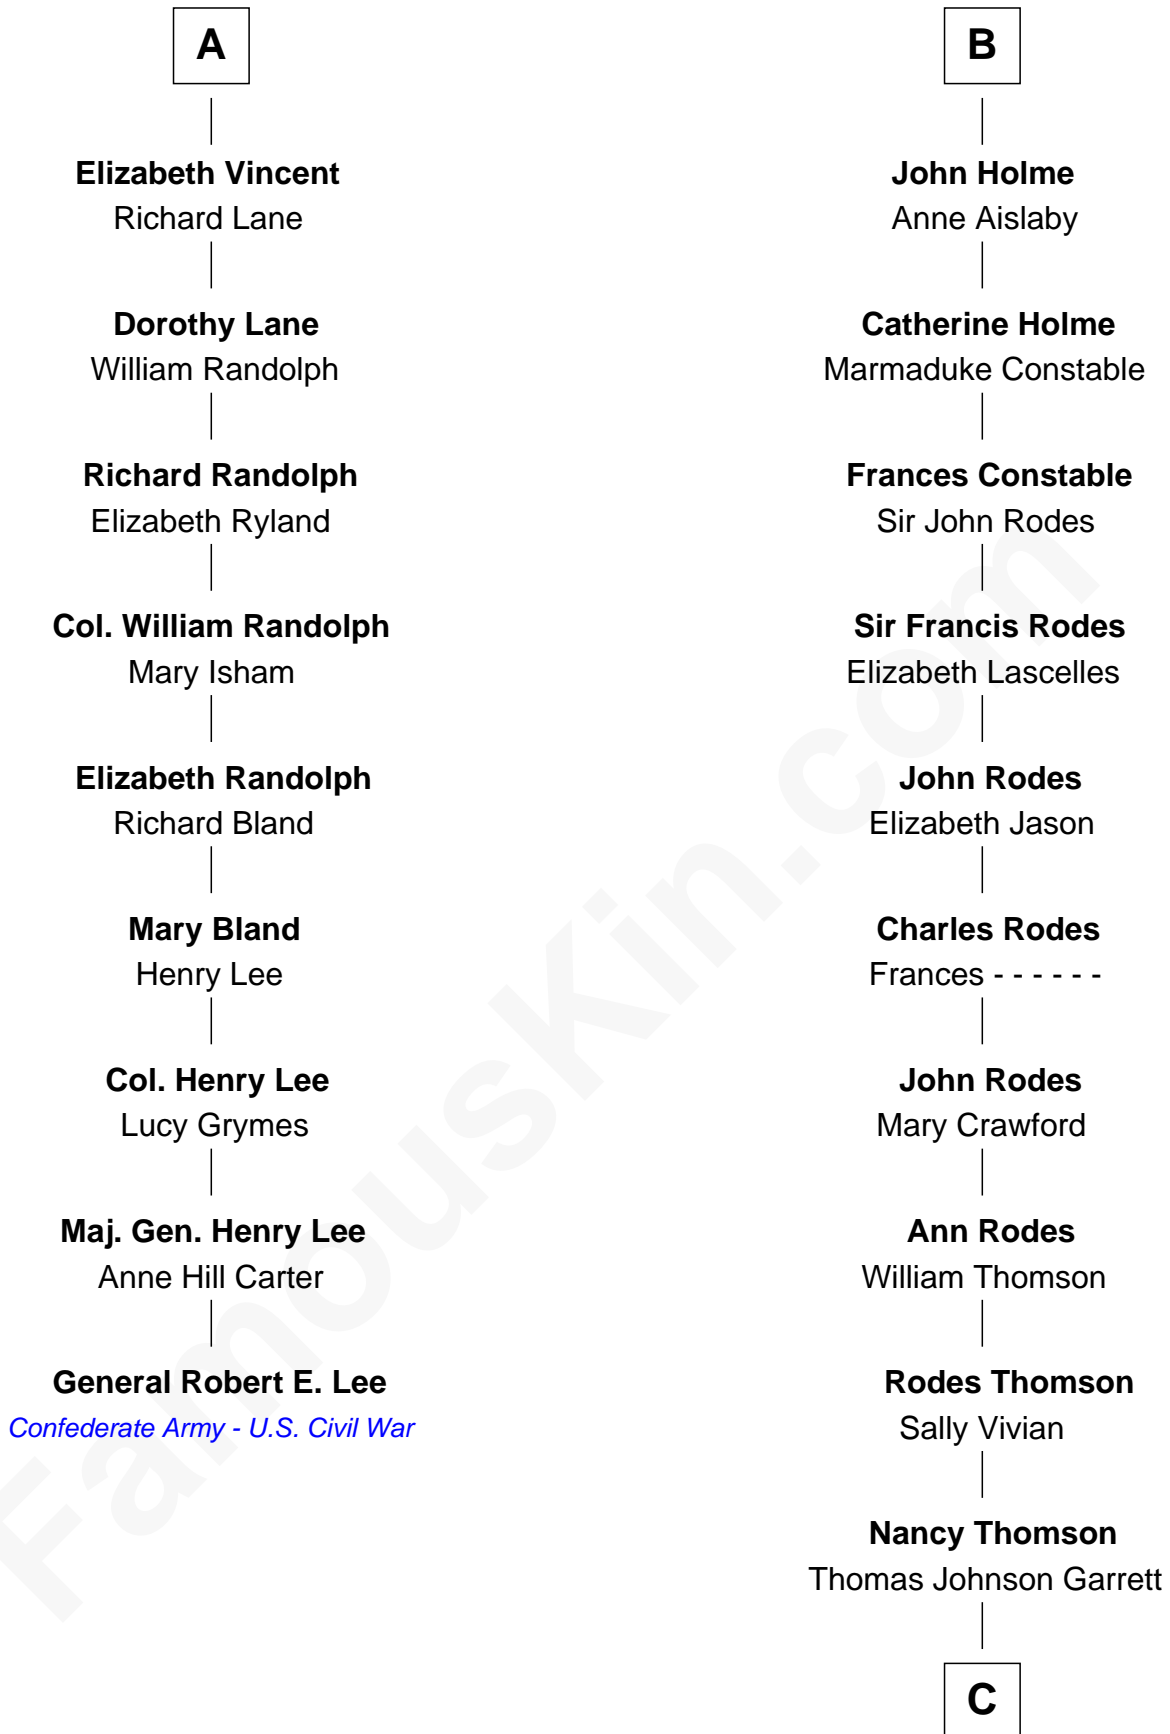 A
Elizabeth Vincent
Richard Lane
Dorothy Lane
William Randolph
Richard Randolph
Elizabeth Ryland
Col. William Randolph
Mary Isham
Elizabeth Randolph
Richard Bland
Mary Bland
Henry Lee
Col. Henry Lee
Lucy Grymes
Maj. Gen. Henry Lee
Anne Hill Carter
General Robert E. Lee
Confederate Army - U.S. Civil War
B
John Holme
Anne Aislaby
Catherine Holme
Marmaduke Constable
Frances Constable
Sir John Rodes
Sir Francis Rodes
Elizabeth Lascelles
John Rodes
Elizabeth Jason
Charles Rodes
Frances - - - - - -
John Rodes
Mary Crawford
Ann Rodes
William Thomson
Rodes Thomson
Sally Vivian
Nancy Thomson
Thomas Johnson Garrett
C
FamousKin.com